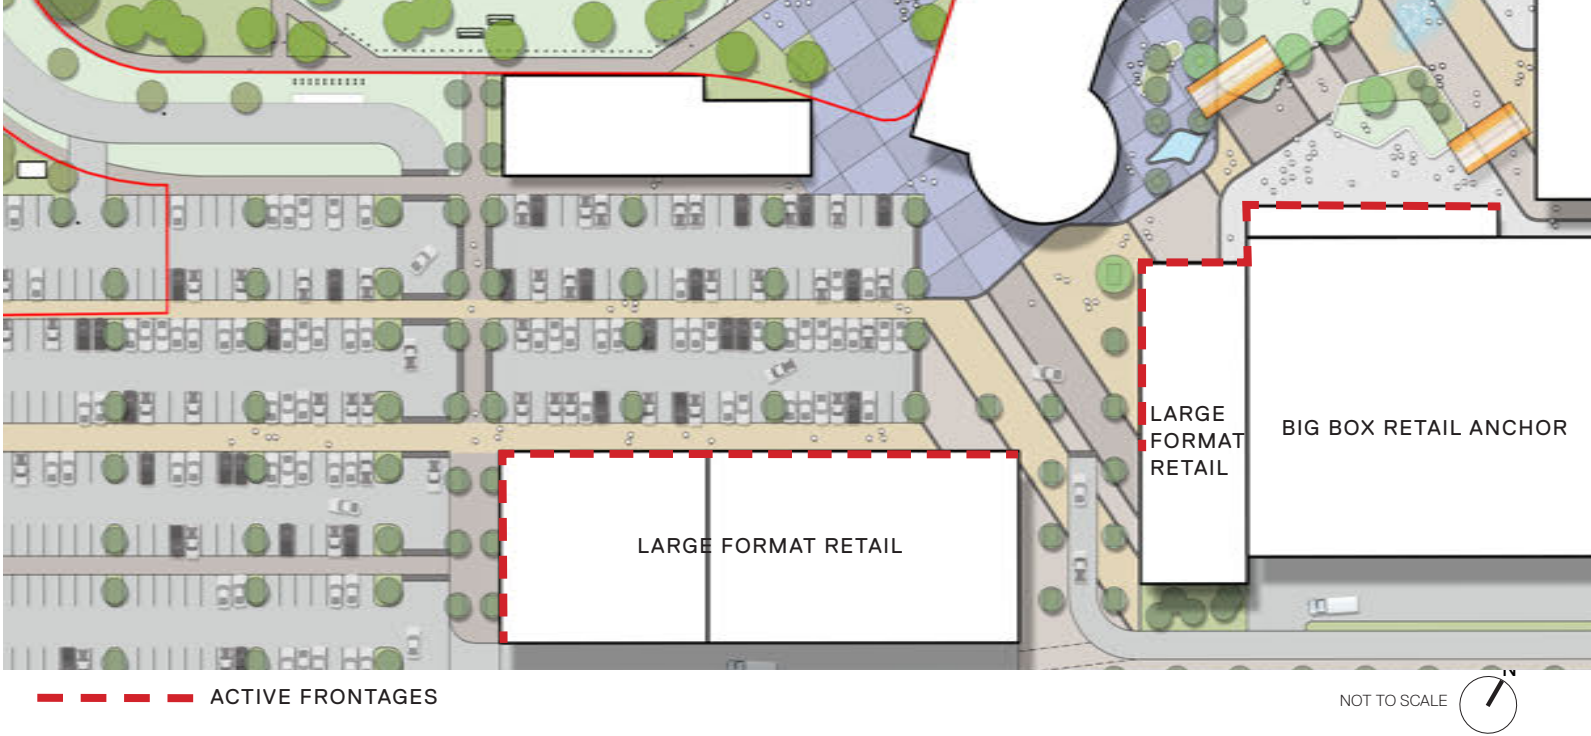 LARGE
FORMAT
RETAIL
BIG BOX RETAIL ANCHOR
LARGE FORMAT RETAIL
ACTIVE FRONTAGES
NOT TO SCALE
N